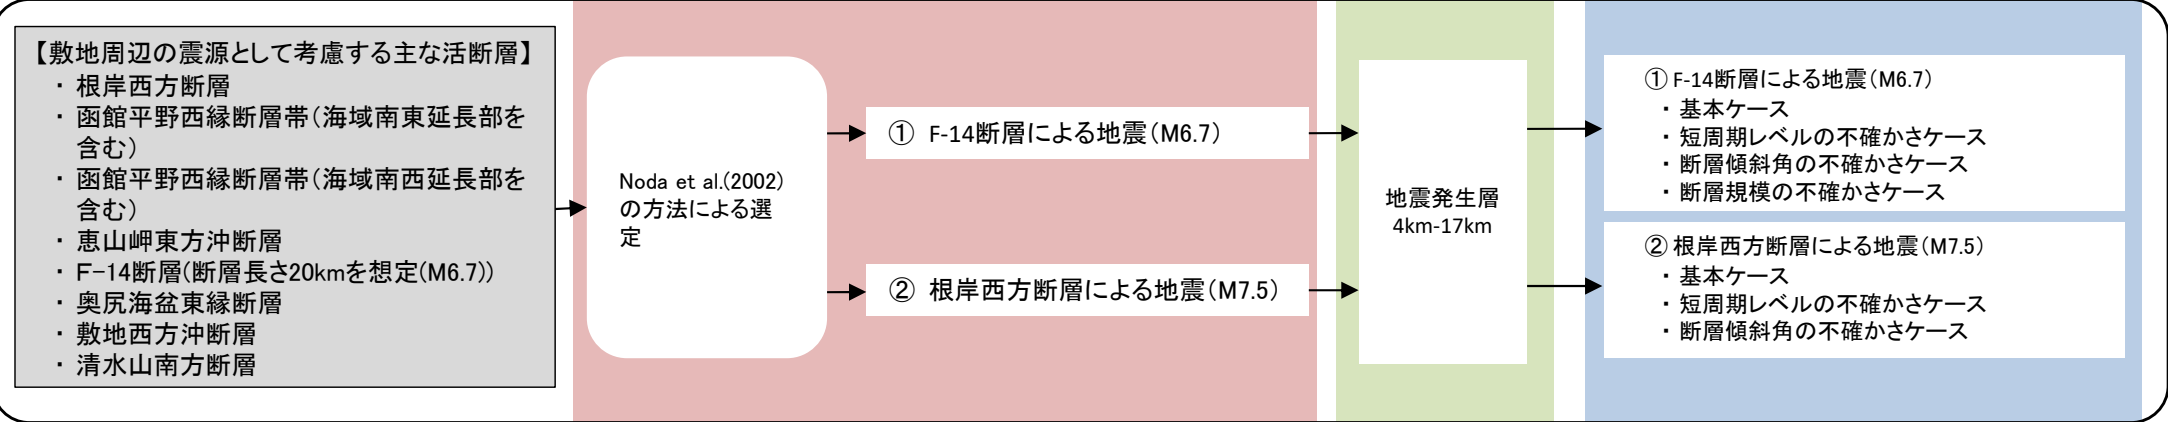 【敷地周辺の震源として考慮する主な活断層】
・ 根岸西方断層
・ 函館平野西縁断層帯（海域南東延長部を
含む）
・ 函館平野西縁断層帯（海域南西延長部を
含む）
・ 恵山岬東方沖断層
・ F−14断層(断層長さ20kmを想定(M6.7))
・ 奥尻海盆東縁断層
・ 敷地西方沖断層
・ 清水山南方断層
Noda et al.(2002)
の方法による選
定
① F-14断層による地震（M6.7）
② 根岸西方断層による地震（M7.5）
地震発生層
4km-17km
① F-14断層による地震（M6.7）
・ 基本ケース
・ 短周期レベルの不確かさケース
・ 断層傾斜角の不確かさケース
・ 断層規模の不確かさケース
② 根岸西方断層による地震（M7.5）
・ 基本ケース
・ 短周期レベルの不確かさケース
・ 断層傾斜角の不確かさケース